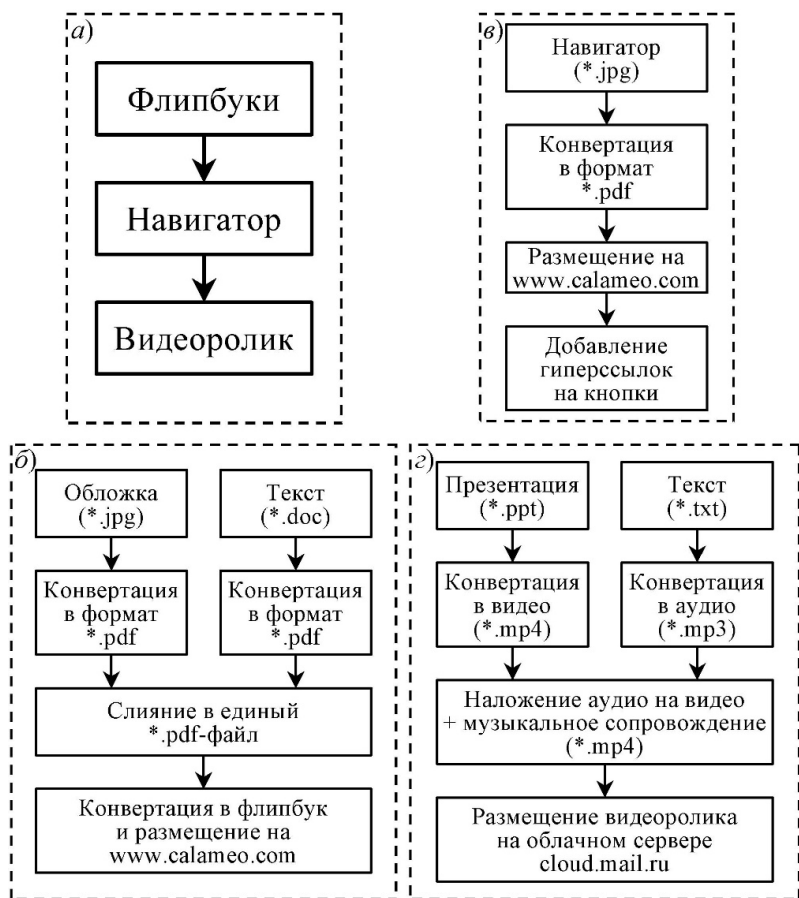 а)
Флипбуки
Навигатор
Видеоролик
в)
Навигатор
(*.jpg)
Конвертация
в формат
*.pdf
Размещение на
www.calameo.com
Добавление
гиперссылок
на кнопки
б)
Обложка
(*.jpg)
Текст
(*.doc)
Конвертация
в формат
*.pdf
Конвертация
в формат
*.pdf
Слияние в единый
*.pdf-файл
Конвертация в флипбук
и размещение на
www.calameo.com
г)
Презентация
(*.ppt)
Текст
(*.txt)
Конвертация
в видео
(*.mp4)
Конвертация
в аудио
(*.mp3)
Наложение аудио на видео
+ музыкальное сопровождение
(*.mp4)
Размещение видеоролика
на облачном сервере
cloud.mail.ru